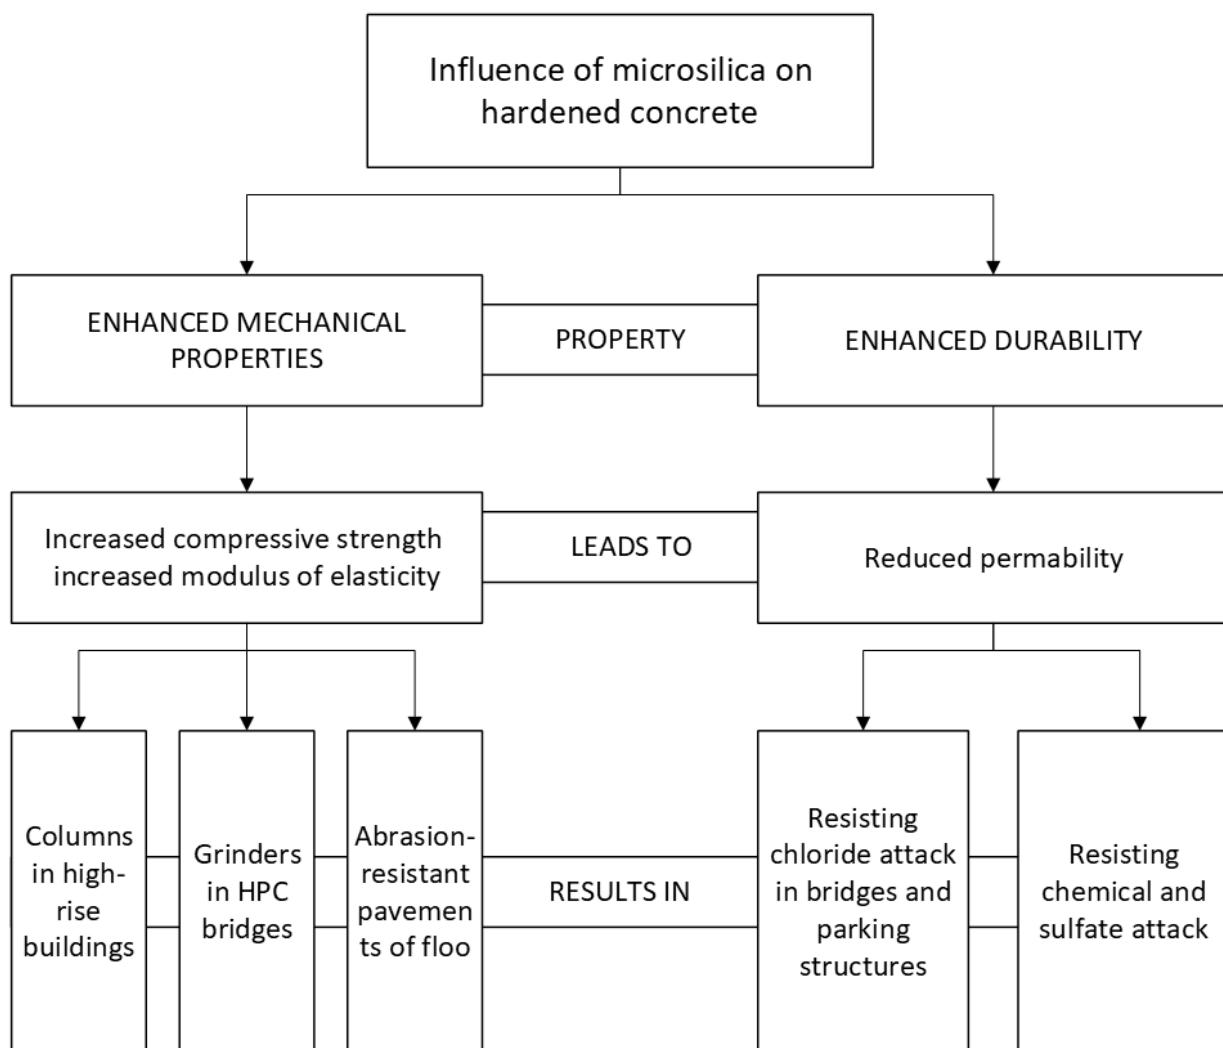 Influence of microsilica on
hardened concrete
ENHANCED MECHANICAL
PROPERTIES
PROPERTY
ENHANCED DURABILITY
Increased compressive strength
increased modulus of elasticity
LEADS TO
Reduced permability
Columns
in high-
rise
buildings
Grinders
in HPC
bridges
Abrasion-
resistant
pavemen
ts of floo
RESULTS IN
Resisting
chloride attack
in bridges and
parking
structures
Resisting
chemical and
sulfate attack